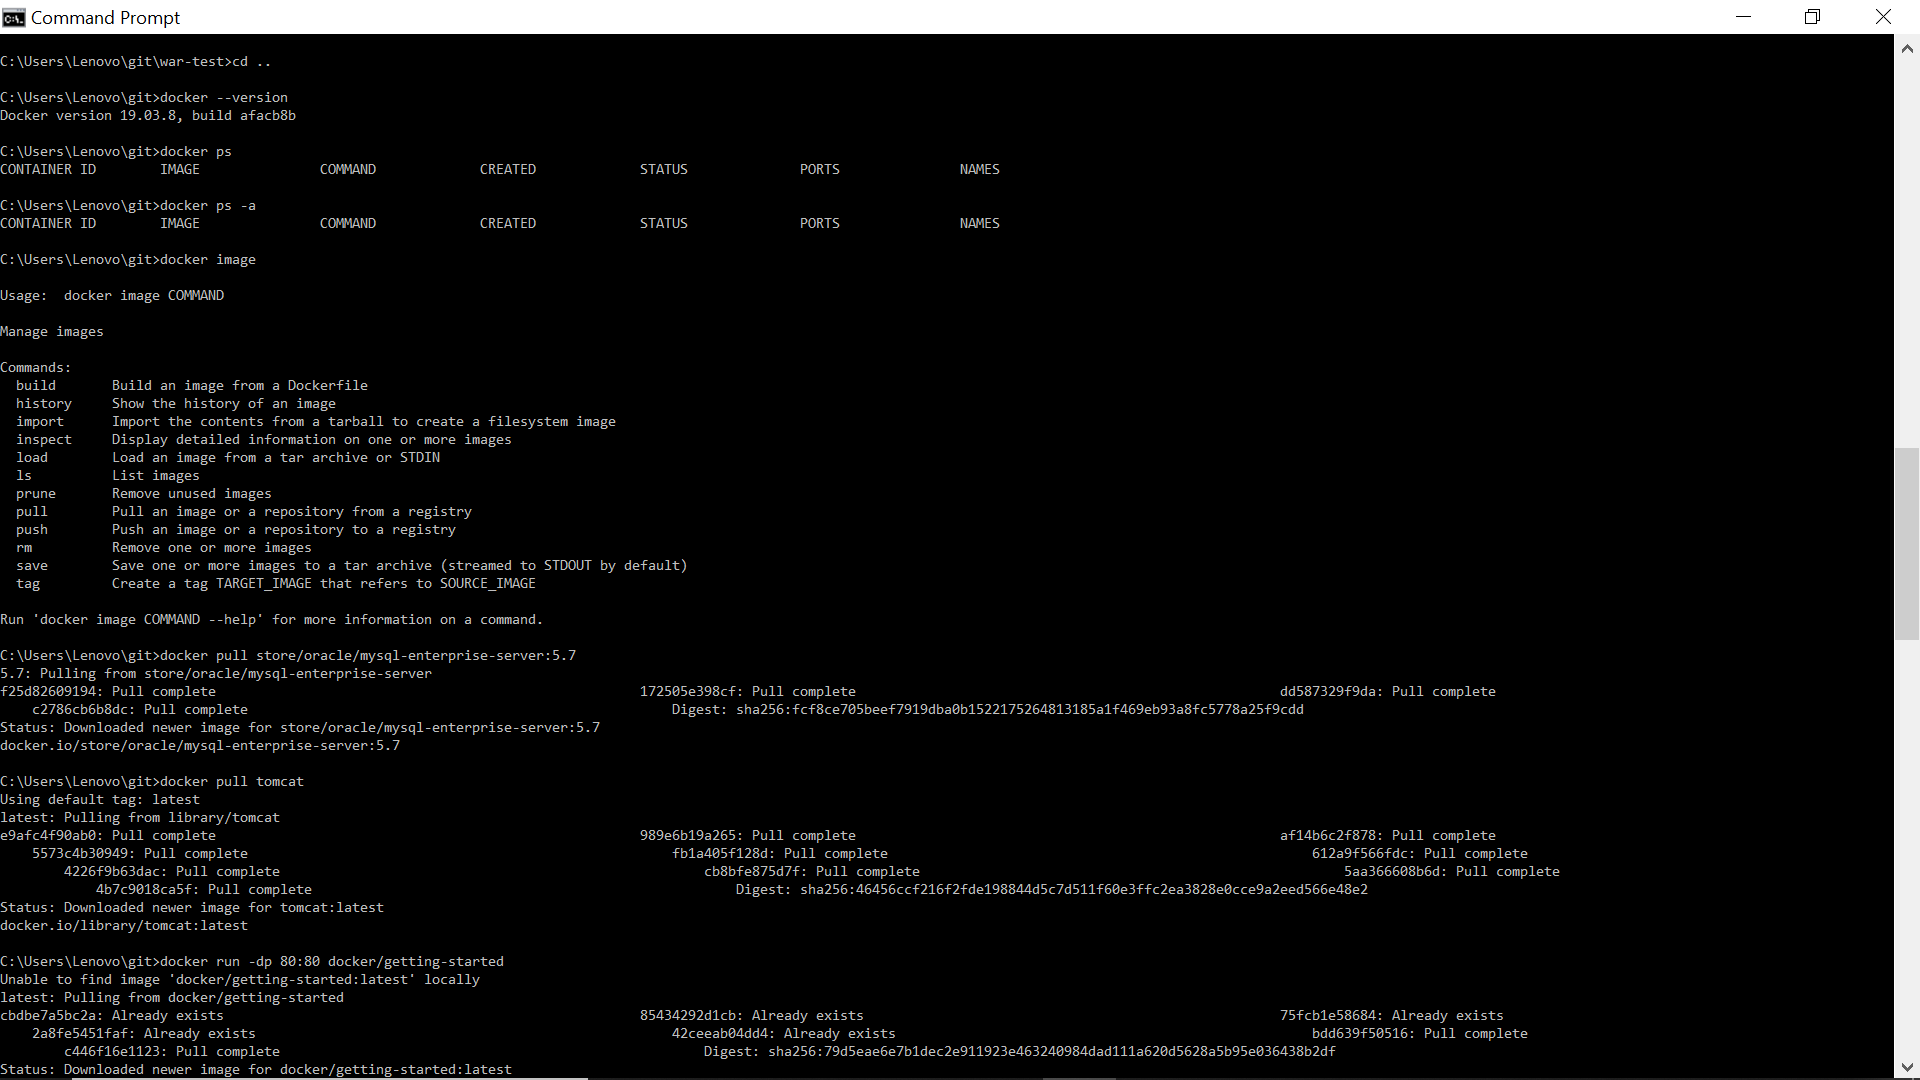 Command Prompt
C:\Users\Lenovo\git\war-test>cd ..
C:\Users\Lenovo\git>docker --version
Docker version 19.03.8, build afacb8b
C:\Users\Lenovo\git>docker ps
CONTAINER ID        IMAGE               COMMAND             CREATED             STATUS              PORTS               NAMES
C:\Users\Lenovo\git>docker ps -a
CONTAINER ID        IMAGE               COMMAND             CREATED             STATUS              PORTS               NAMES
C:\Users\Lenovo\git>docker image
Usage:  docker image COMMAND
Manage images
Commands:
  build       Build an image from a Dockerfile
  history     Show the history of an image
  import      Import the contents from a tarball to create a filesystem image
  inspect     Display detailed information on one or more images
  load        Load an image from a tar archive or STDIN
  ls          List images
  prune       Remove unused images
  pull        Pull an image or a repository from a registry
  push        Push an image or a repository to a registry
  rm          Remove one or more images
  save        Save one or more images to a tar archive (streamed to STDOUT by default)
  tag         Create a tag TARGET_IMAGE that refers to SOURCE_IMAGE
Run 'docker image COMMAND --help' for more information on a command.
C:\Users\Lenovo\git>docker pull store/oracle/mysql-enterprise-server:5.7
5.7: Pulling from store/oracle/mysql-enterprise-server
f25d82609194: Pull complete                                                     172505e398cf: Pull complete                                                     dd587329f9da: Pull complete
    c2786cb6b8dc: Pull complete                                                     Digest: sha256:fcf8ce705beef7919dba0b1522175264813185a1f469eb93a8fc5778a25f9cdd
Status: Downloaded newer image for store/oracle/mysql-enterprise-server:5.7
docker.io/store/oracle/mysql-enterprise-server:5.7
C:\Users\Lenovo\git>docker pull tomcat
Using default tag: latest
latest: Pulling from library/tomcat
e9afc4f90ab0: Pull complete                                                     989e6b19a265: Pull complete                                                     af14b6c2f878: Pull complete
    5573c4b30949: Pull complete                                                     fb1a405f128d: Pull complete                                                     612a9f566fdc: Pull complete
        4226f9b63dac: Pull complete                                                     cb8bfe875d7f: Pull complete                                                     5aa366608b6d: Pull complete
            4b7c9018ca5f: Pull complete                                                     Digest: sha256:46456ccf216f2fde198844d5c7d511f60e3ffc2ea3828e0cce9a2eed566e48e2
Status: Downloaded newer image for tomcat:latest
docker.io/library/tomcat:latest
C:\Users\Lenovo\git>docker run -dp 80:80 docker/getting-started
Unable to find image 'docker/getting-started:latest' locally
latest: Pulling from docker/getting-started
cbdbe7a5bc2a: Already exists                                                    85434292d1cb: Already exists                                                    75fcb1e58684: Already exists
    2a8fe5451faf: Already exists                                                    42ceeab04dd4: Already exists                                                    bdd639f50516: Pull complete
        c446f16e1123: Pull complete                                                     Digest: sha256:79d5eae6e7b1dec2e911923e463240984dad111a620d5628a5b95e036438b2df
Status: Downloaded newer image for docker/getting-started:latest